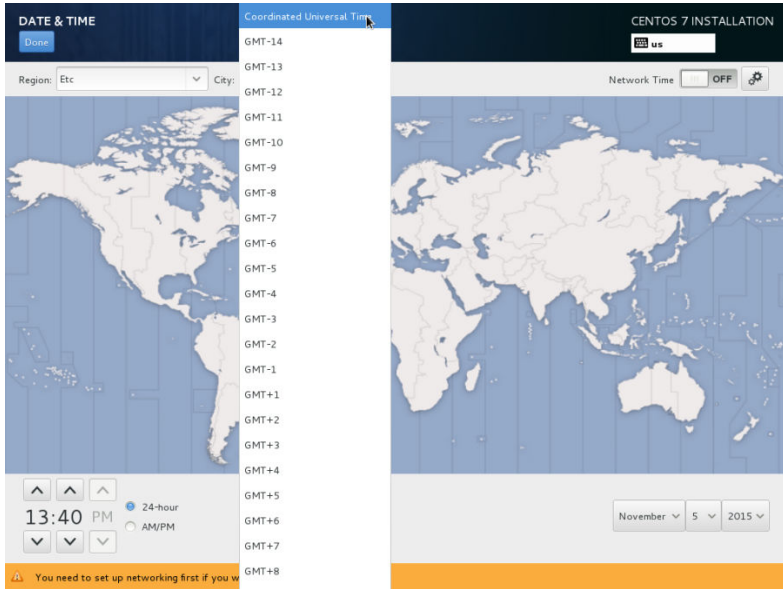 DATE & TIME
Done
CENTOS 7 INSTALLATION
us
Region: Etc City:
Network Time OFF
Coordinated Universal Time
GMT-14
GMT-13
GMT-12
GMT-11
GMT-10
GMT-9
GMT-8
GMT-7
GMT-6
GMT-5
GMT-4
GMT-3
GMT-2
GMT-1
GMT+1
GMT+2
GMT+3
GMT+4
GMT+5
GMT+6
GMT+7
GMT+8
13:40 PM
24-hour
AM/PM
November 5 2015
You need to set up networking first if you w